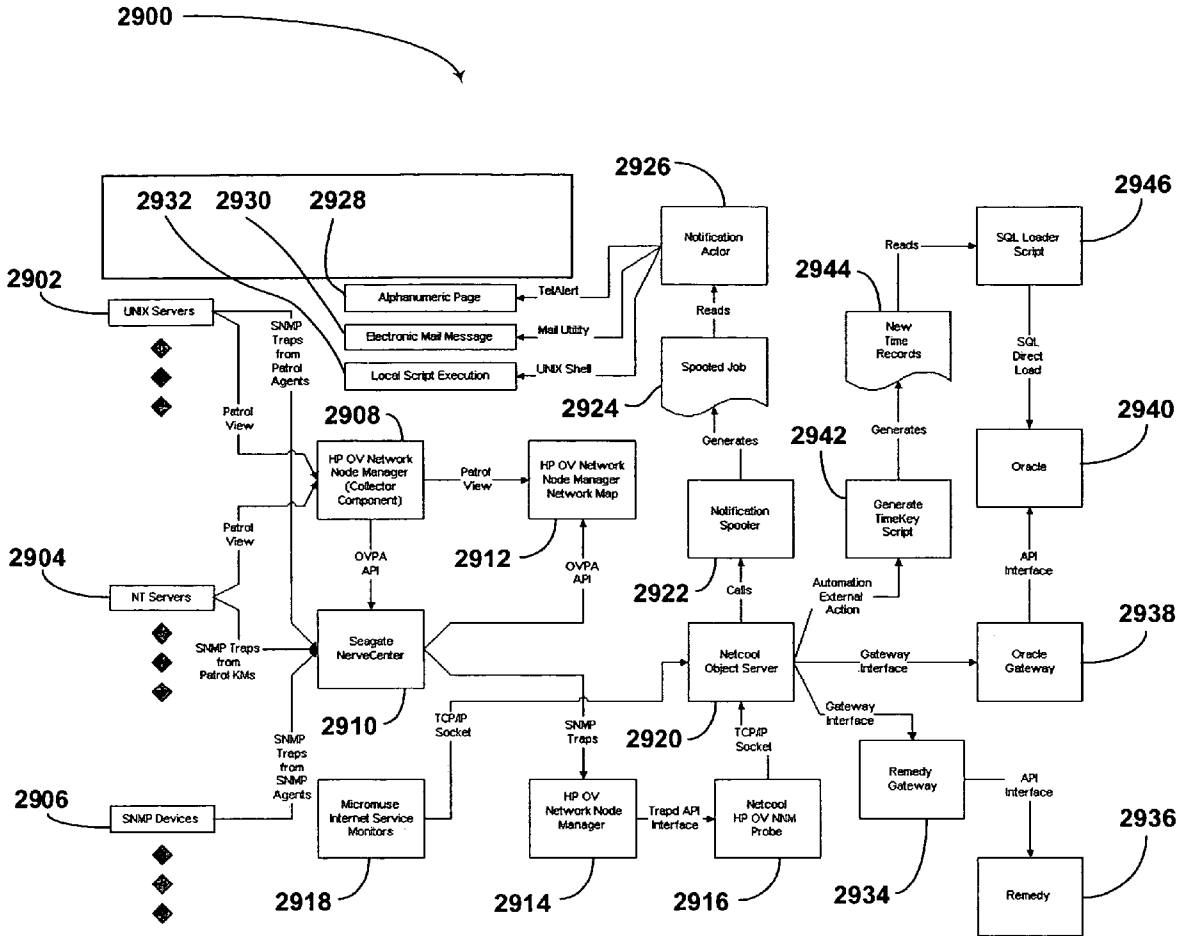 2900
2926
2946
2932
2930
2928
Notification
Actor
Reads
SQL Loader
Script
2944
2902
Alphanumeric Page
TelAlert
UNIX Servers
Reads
New
Time
Records
SNMP
Traps
from
Patrol
Agents
Electronic Mail Message
Mail Utility
SQL
Direct
Load
Local Script Execution
UNIX Shell
Spooled Job
2924
2908
2940
Patrol
View
Generates
2942
Generates
HP OV Network
Node Manager
(Collector
Component)
Patrol
View
HP OV Network
Node Manager
Network Map
Oracle
Notification
Spooler
Generate
TimeKey
Script
Patrol
View
2904
OVPA
API
2912
OVPA
API
2922
API
Interface
NT Servers
Calls
Automation
External
Action
2938
SNMP Traps
from
Patrol KMs
Seagate
NerveCenter
Netcool
Object Server
Gateway
Interface
Oracle
Gateway
2910
TCP/IP
Socket
SNMP
Traps
2920
TCP/IP
Socket
Gateway
Interface
SNMP
Traps
from
SNMP
Agents
2906
Remedy
Gateway
API
Interface
SNMP Devices
Micromuse
Internet Service
Monitors
HP OV
Network Node
Manager
Trapd API
Interface
Netcool
HP OV NNM
Probe
2936
2918
2914
2916
2934
Remedy